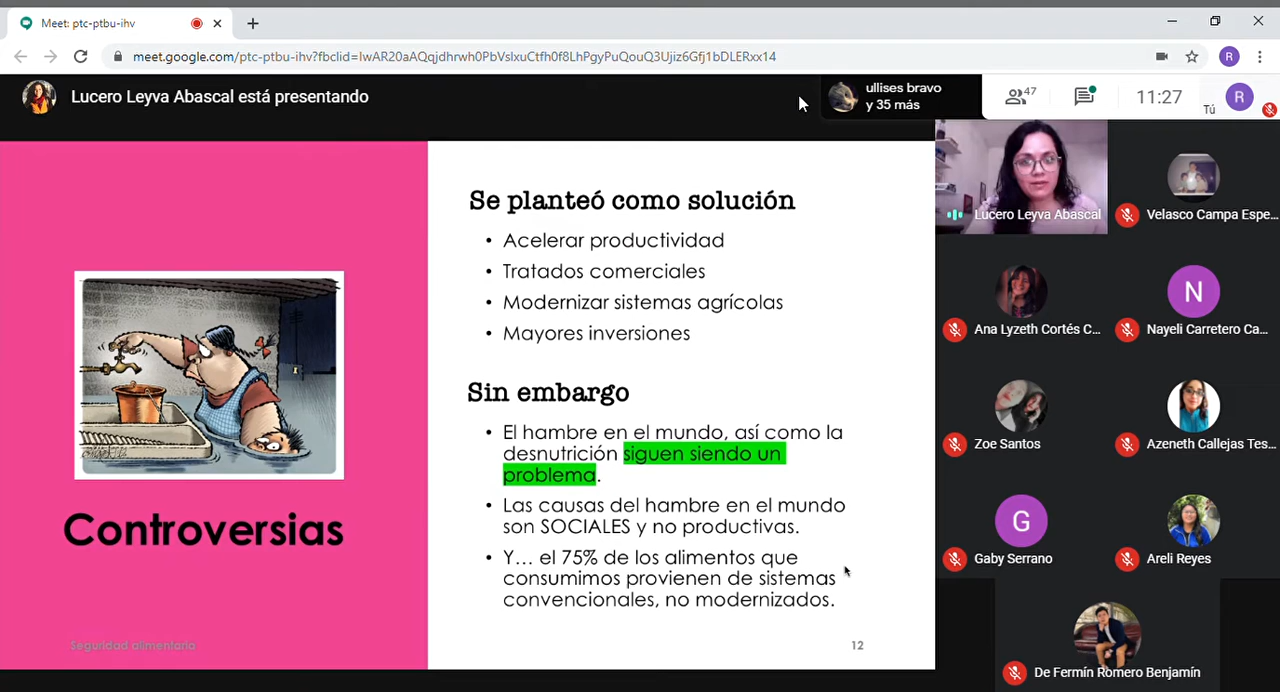 Meet: ptc-ptbu-ihv
meet.google.com/ptc-ptbu-ihv?fbclid=IwAR20aAQqjdhrwh0PbVslxuCtfh0f8LhPgyPuQouQ3Ujiz6Gfj1bDLERxx14
R
Lucero Leyva Abascal está presentando
ullises bravo
y 35 más
47
11:27
Tú
R
Se planteó como solución
• Acelerar productividad
• Tratados comerciales
• Modernizar sistemas agrícolas
• Mayores inversiones
Sin embargo
• El hambre en el mundo, así como la
desnutrición siguen siendo un
problema.
• Las causas del hambre en el mundo
son SOCIALES y no productivas.
• Y... el 75% de los alimentos que
consumimos provienen de sistemas
convencionales, no modernizados.
Controversias
Seguridad alimentaria
12
Lucero Leyva Abascal
Velasco Campa Espe...
Ana Lyzeth Cortés C...
N
Nayeli Carretero Ca...
Zoe Santos
Azeneth Callejas Tes...
G
Gaby Serrano
Areli Reyes
De Fermín Romero Benjamín